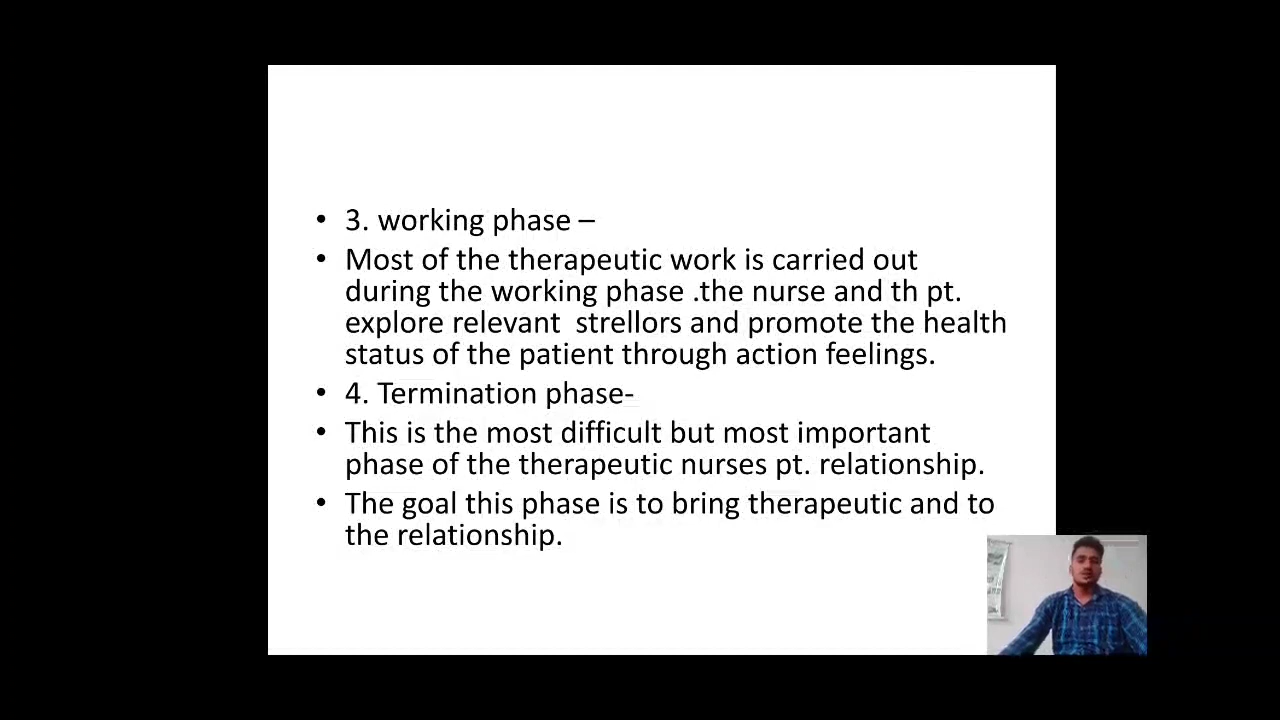 • 3. working phase –
• Most of the therapeutic work is carried out
during the working phase .the nurse and th pt.
explore relevant  strellors and promote the health
status of the patient through action feelings.
• 4. Termination phase-
• This is the most difficult but most important
phase of the therapeutic nurses pt. relationship.
• The goal this phase is to bring therapeutic and to
the relationship.